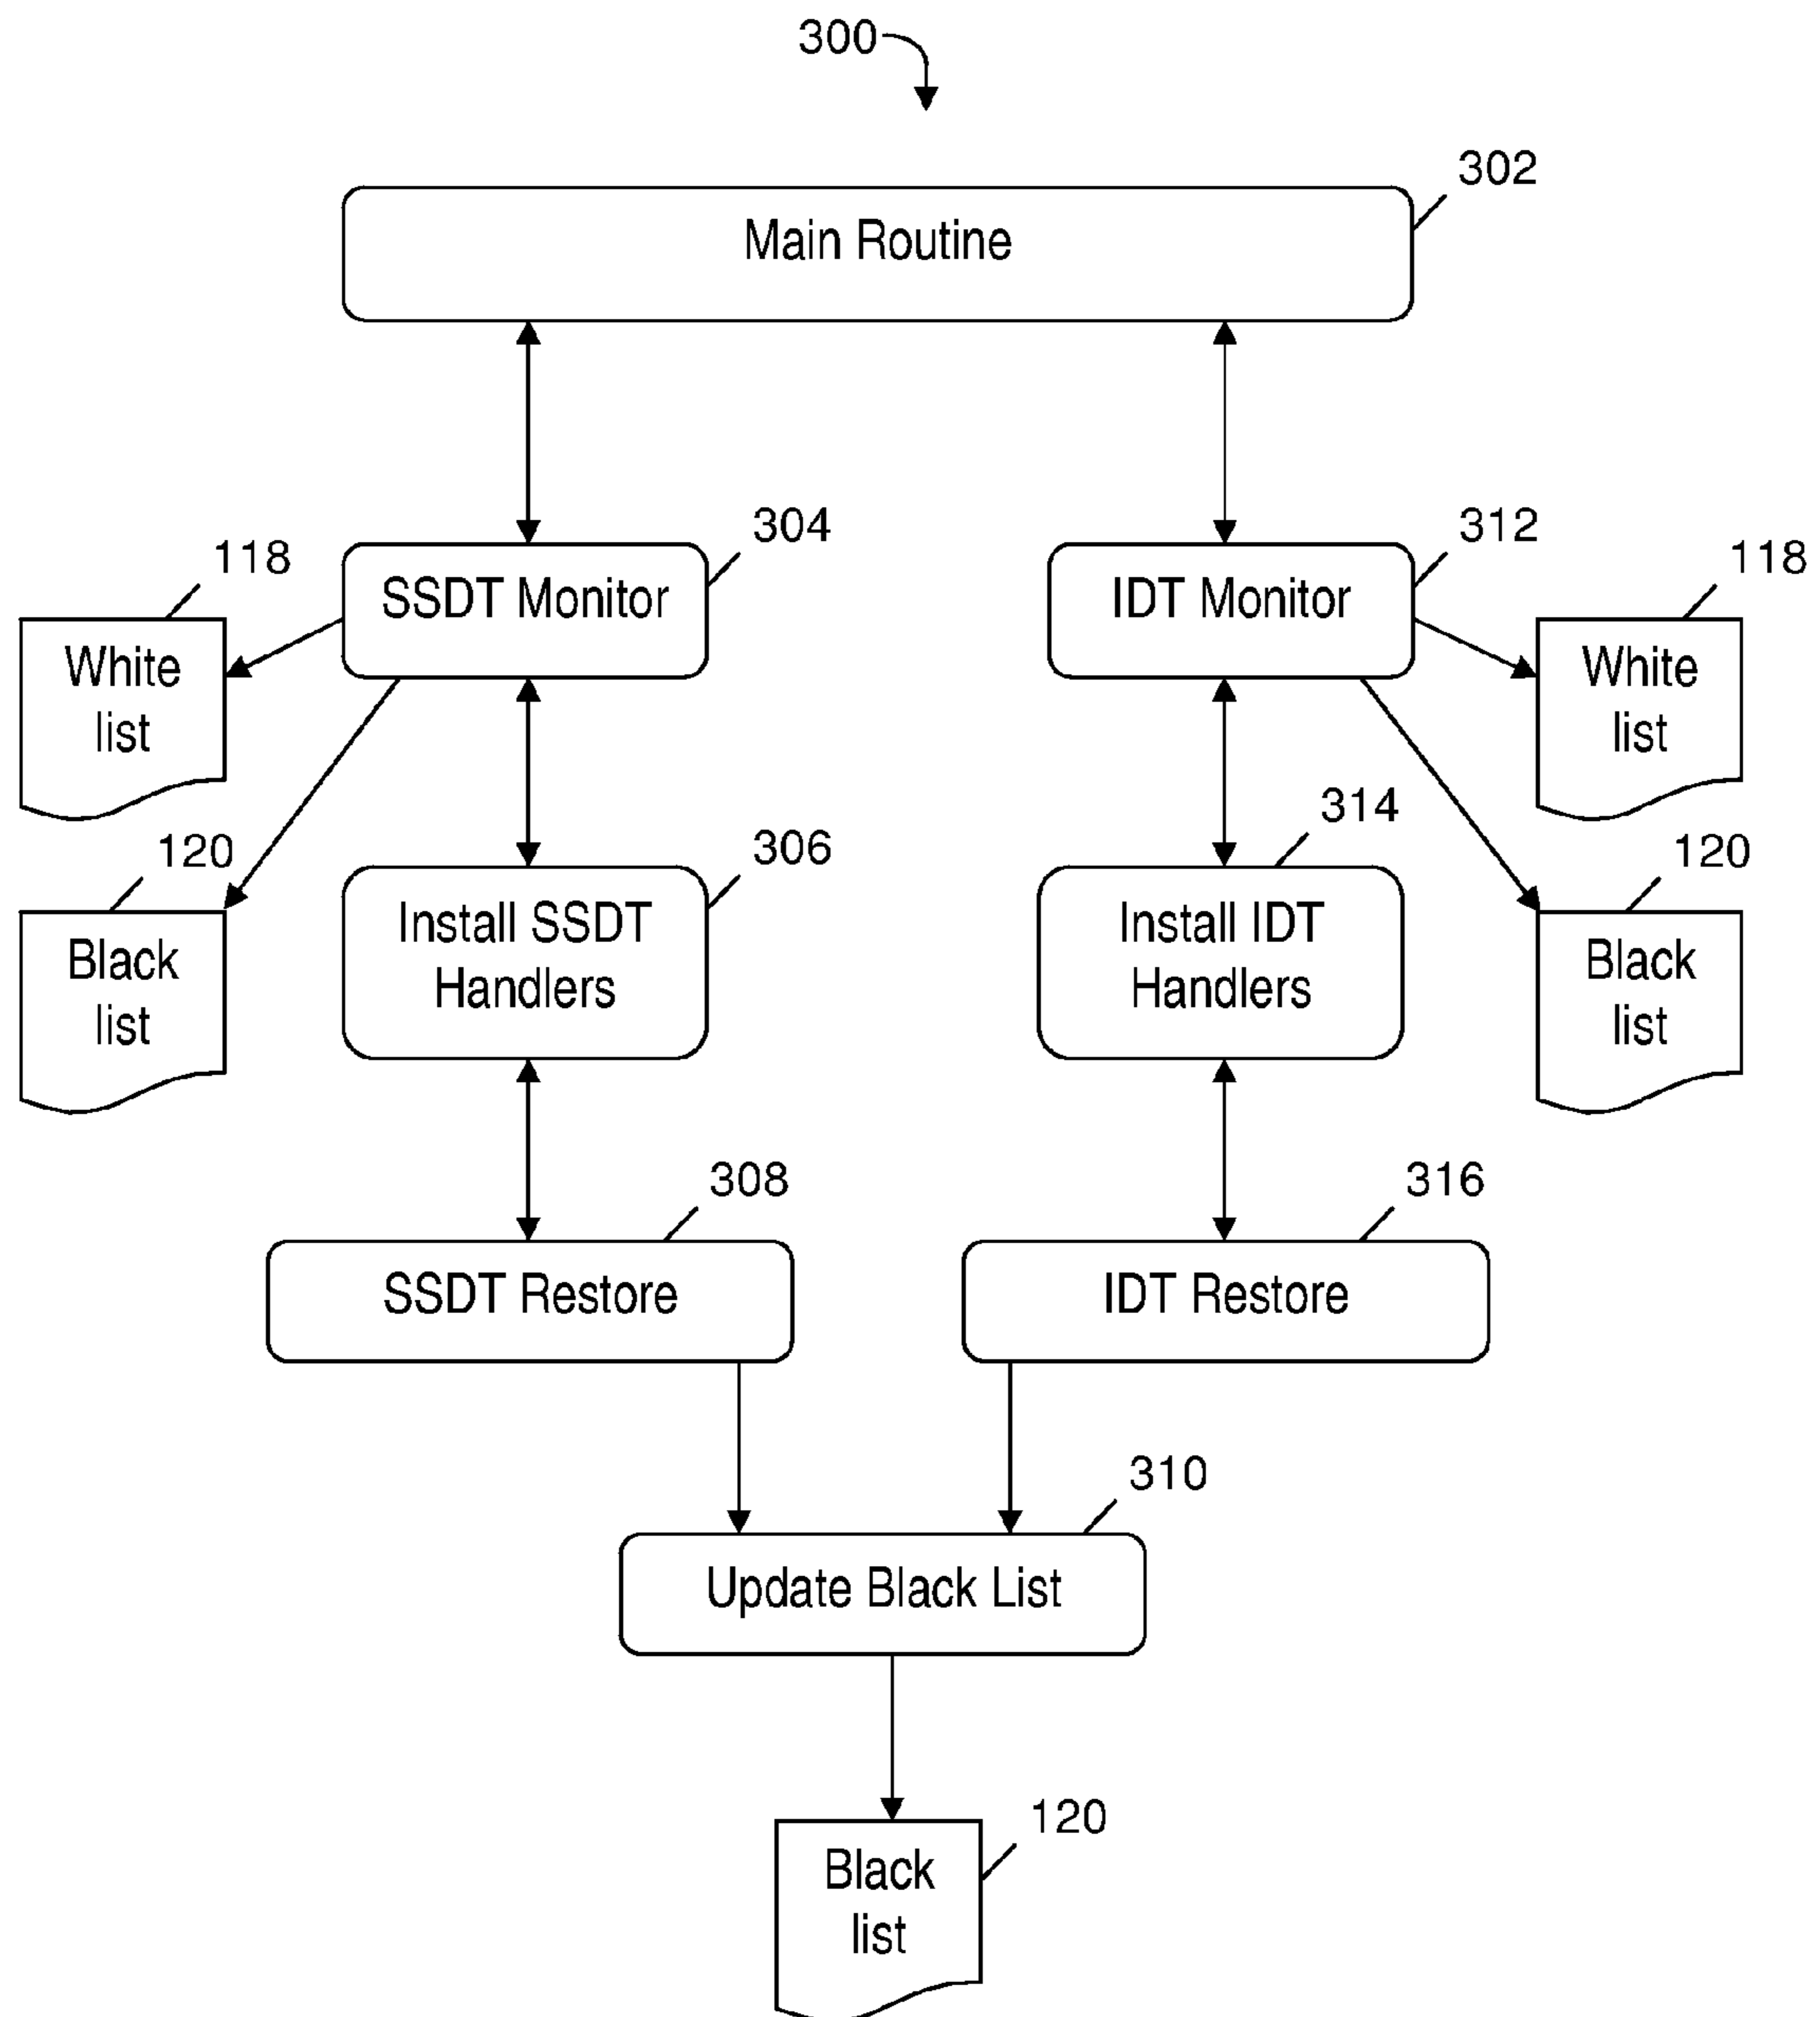 300
302
Main Routine
304
312
118
118
SSDT Monitor
IDT Monitor
White
list
White
list
314
120
306
120
Install SSDT
Handlers
Install IDT
Handlers
Black
list
Black
list
308
316
SSDT Restore
IDT Restore
310
Update Black List
120
Black
list